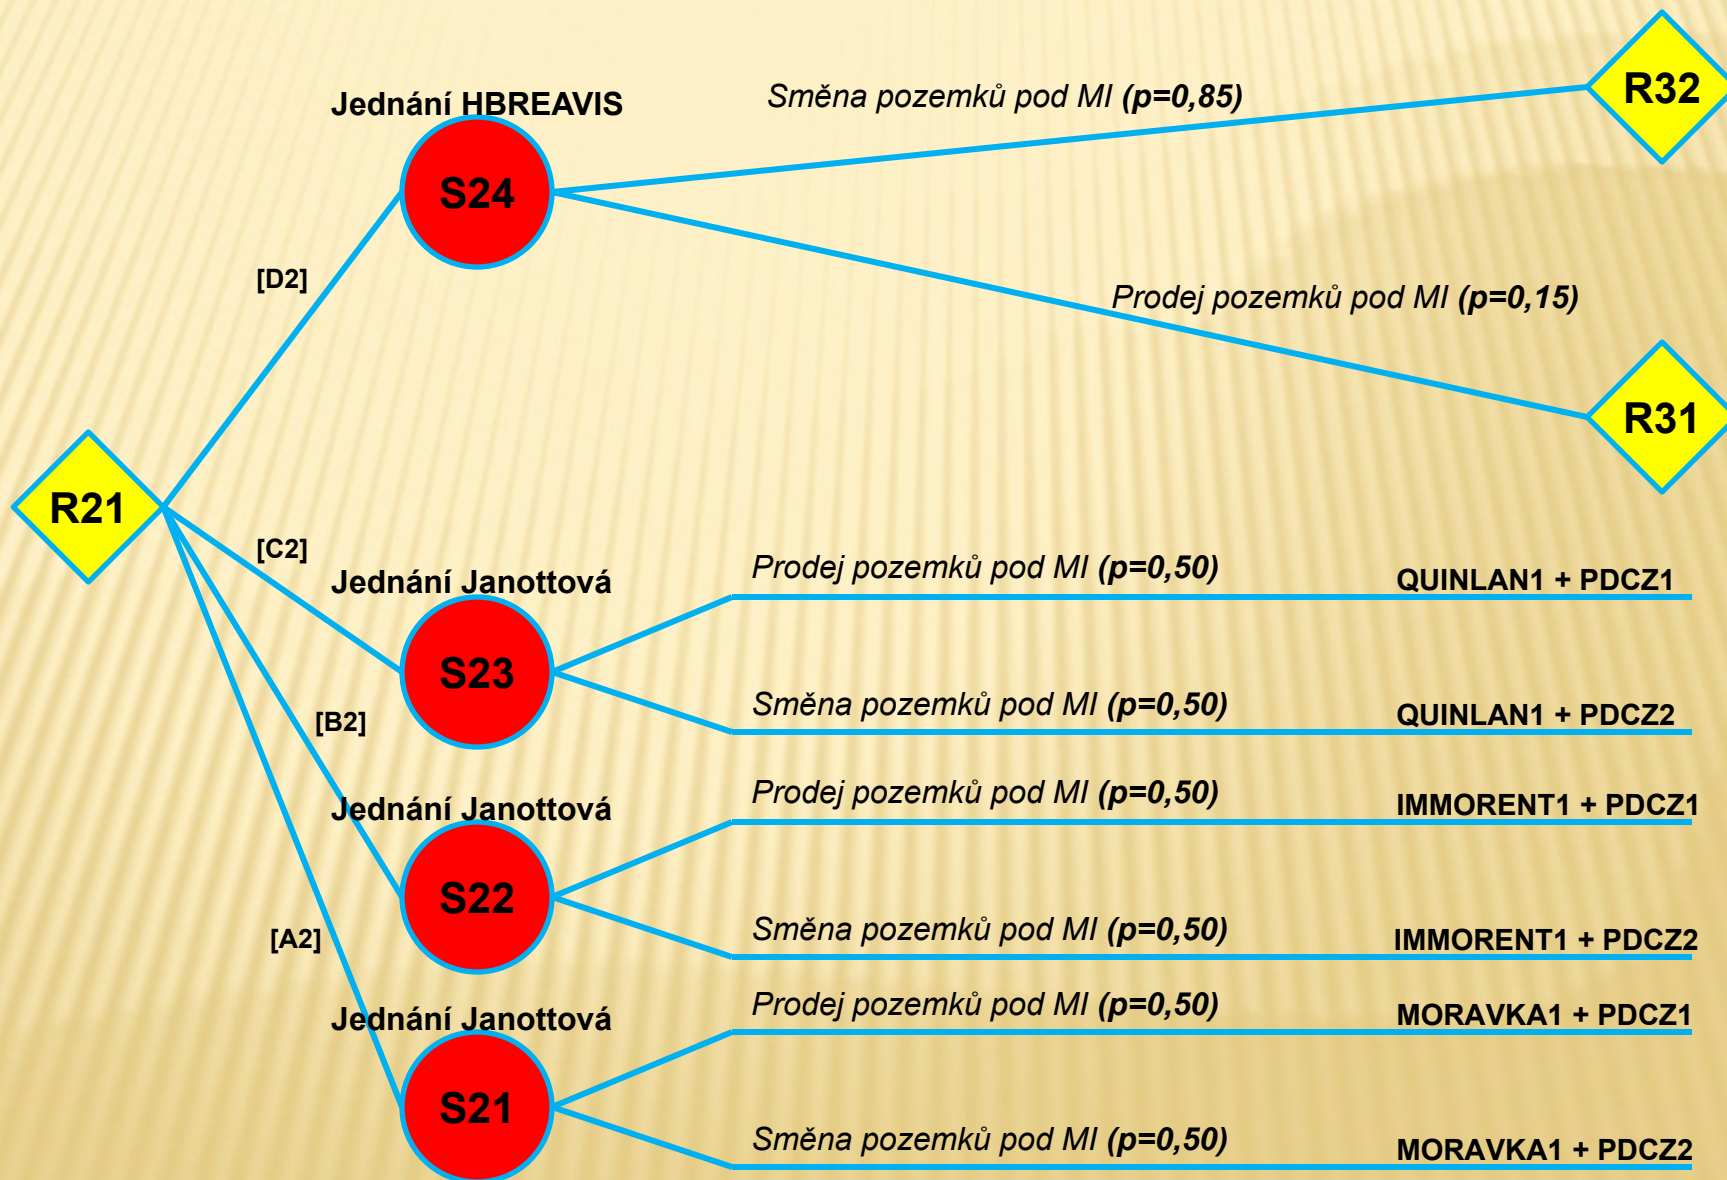 Jednání HBREAVIS
Směna pozemků pod MI (p=0,85)
R32
S24
[D2]
Prodej pozemků pod MI (p=0,15)
R31
R21
[C2]
Jednání Janottová
Prodej pozemků pod MI (p=0,50)
QUINLAN1 + PDCZ1
S23
[B2]
Směna pozemků pod MI (p=0,50)
QUINLAN1 + PDCZ2
Jednání Janottová
Prodej pozemků pod MI (p=0,50)
IMMORENT1 + PDCZ1
S22
[A2]
Směna pozemků pod MI (p=0,50)
IMMORENT1 + PDCZ2
Jednání Janottová
Prodej pozemků pod MI (p=0,50)
MORAVKA1 + PDCZ1
S21
Směna pozemků pod MI (p=0,50)
MORAVKA1 + PDCZ2